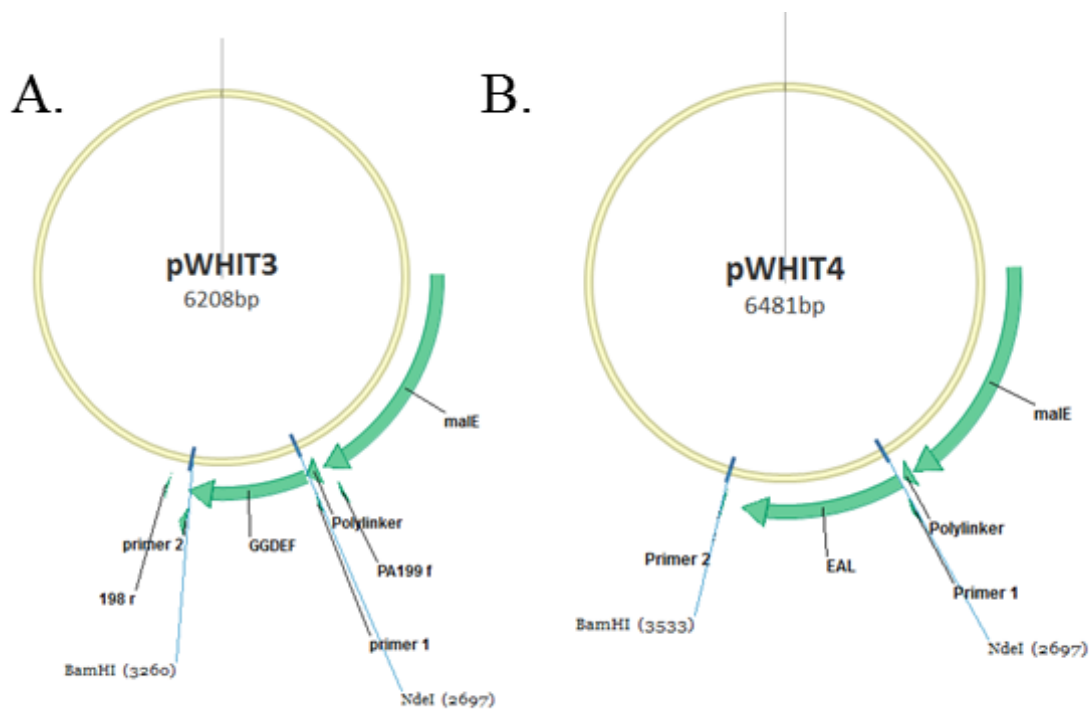 A.
pWHIT3
6208bp
malE
Polylinker
primer 2
GGDEF
PA199 f
198 r
primer 1
BamHI (3260)
NdeI (2697)
B.
pWHIT4
6481bp
malE
Polylinker
Primer 2
EAL
Primer 1
BamHI (3533)
NdeI (2697)